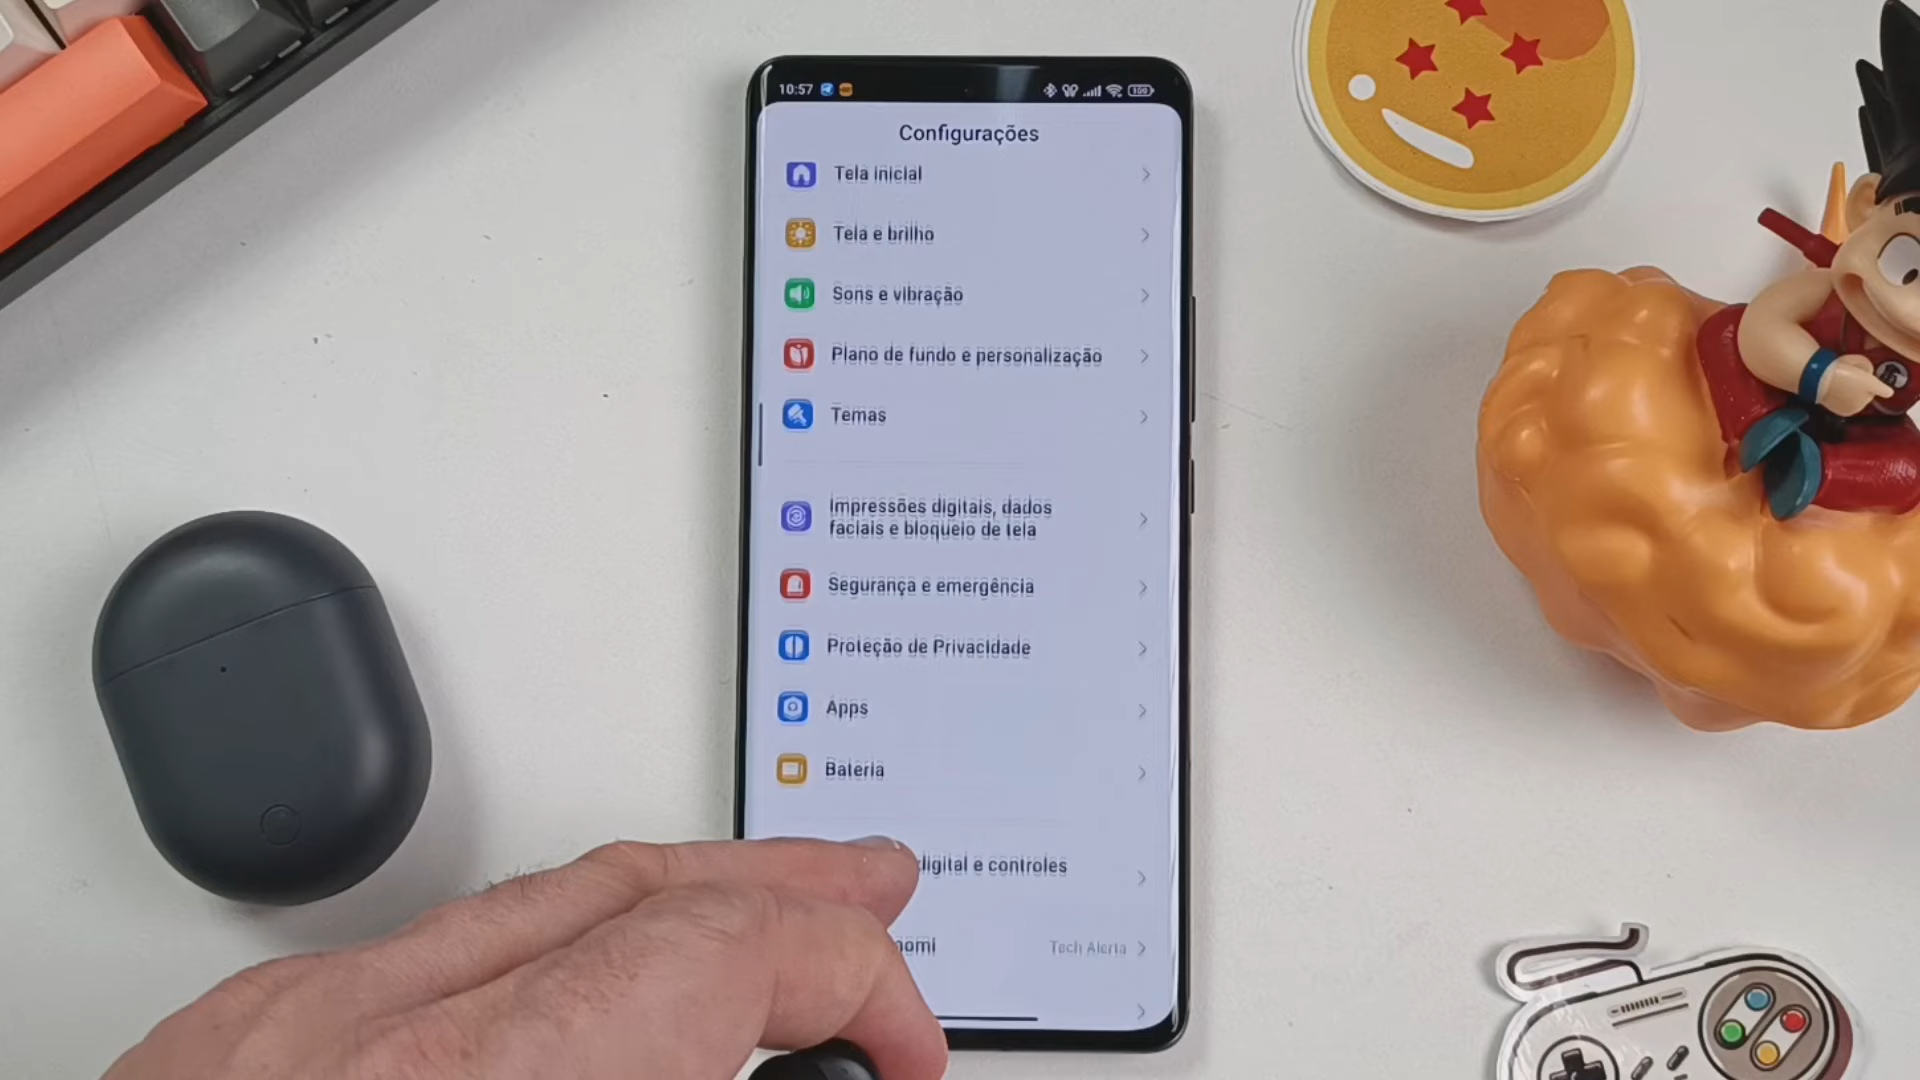 10:57
100
Configurações
Tela inicial
Tela e brilho
Sons e vibração
Plano de fundo e personalização
Temas
Impressões digitais, dados
faciais e bloqueio de tela
Segurança e emergência
Proteção de Privacidade
Apps
Bateria
digital e controles
Tech Alerta